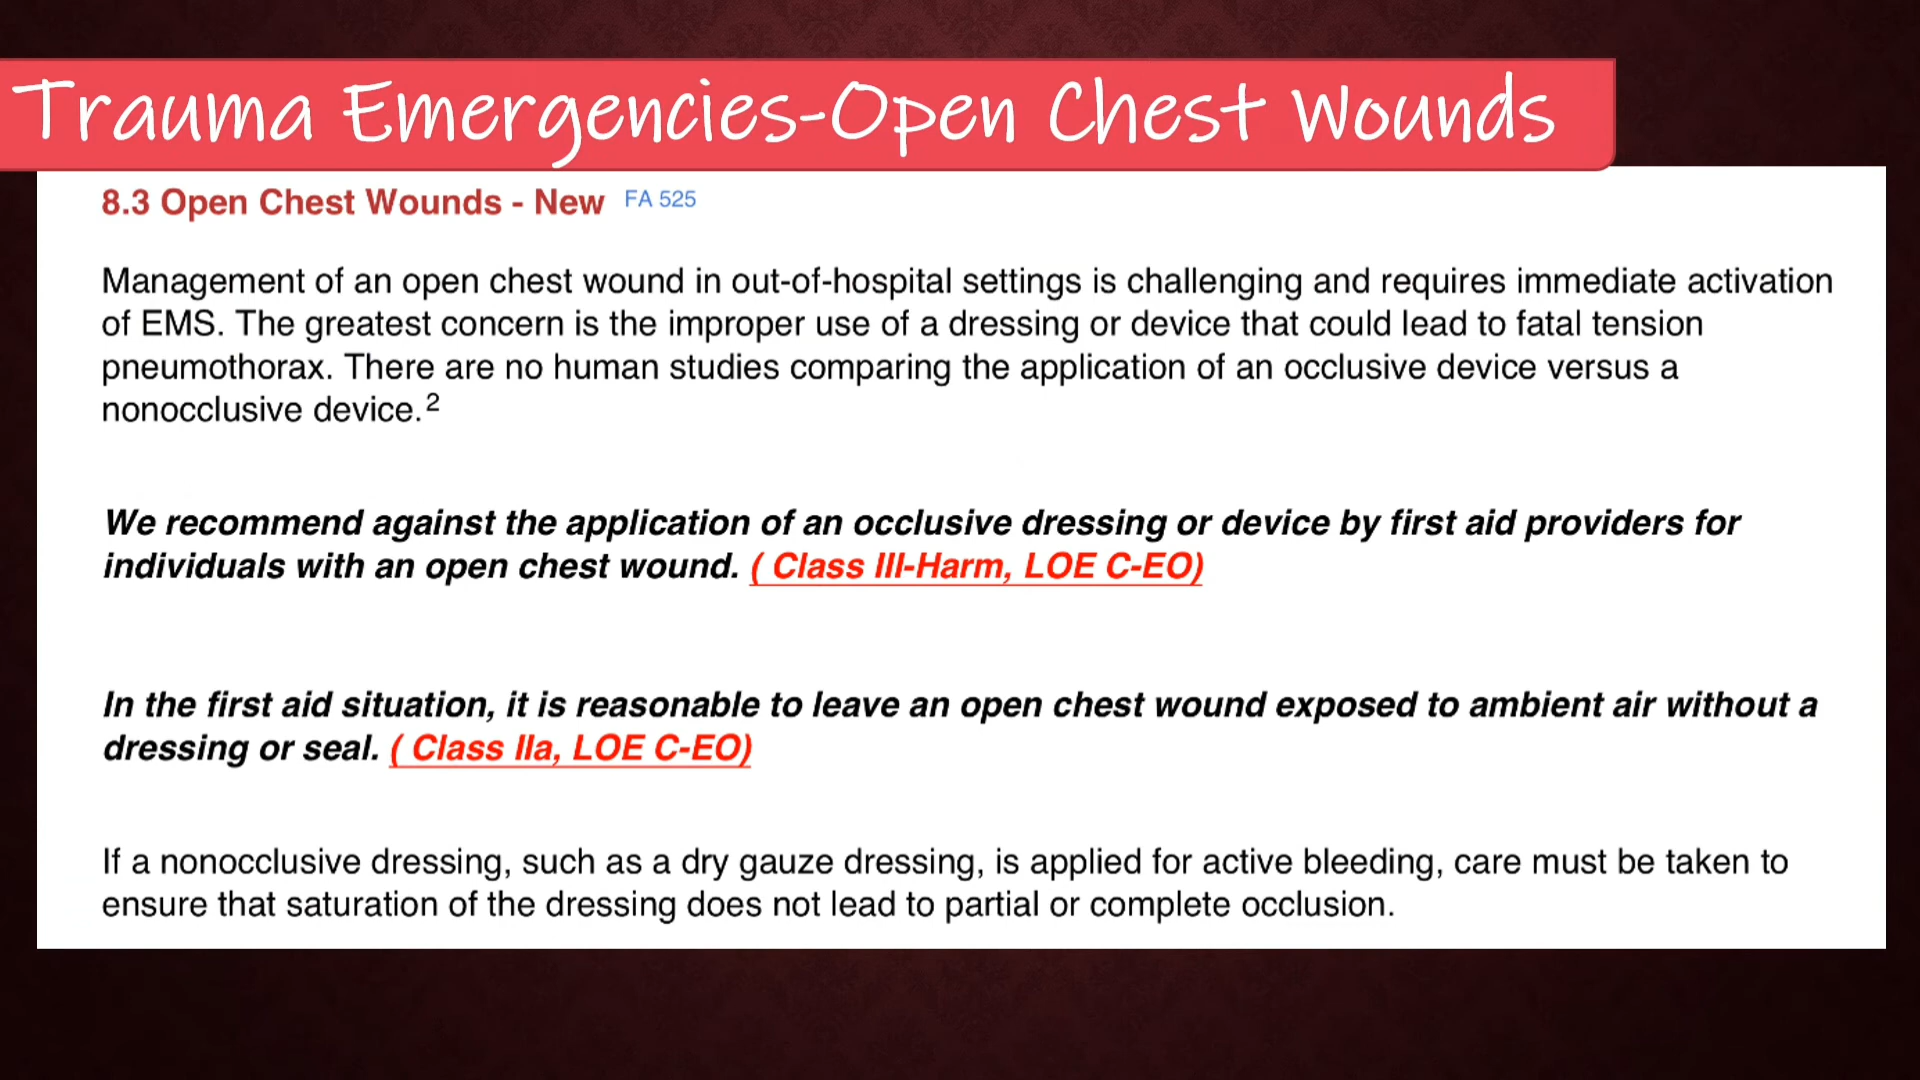 Trauma Emergencies-Open Chest Wounds
8.3 Open Chest Wounds - New FA 525
Management of an open chest wound in out-of-hospital settings is challenging and requires immediate activation
of EMS. The greatest concern is the improper use of a dressing or device that could lead to fatal tension
pneumothorax. There are no human studies comparing the application of an occlusive device versus a
nonocclusive device.2
We recommend against the application of an occlusive dressing or device by first aid providers for
individuals with an open chest wound. ( Class III-Harm, LOE C-EO)
In the first aid situation, it is reasonable to leave an open chest wound exposed to ambient air without a
dressing or seal. ( Class IIa, LOE C-EO)
If a nonocclusive dressing, such as a dry gauze dressing, is applied for active bleeding, care must be taken to
ensure that saturation of the dressing does not lead to partial or complete occlusion.